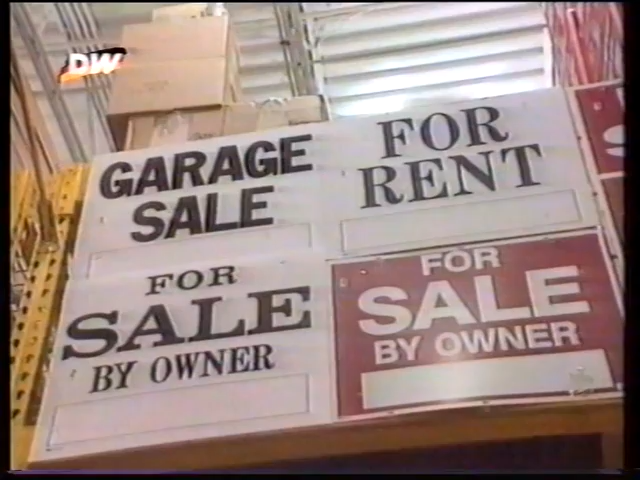 DW
GARAGE
SALE
FOR
RENT
FOR
SALE
BY OWNER
FOR
SALE
BY OWNER